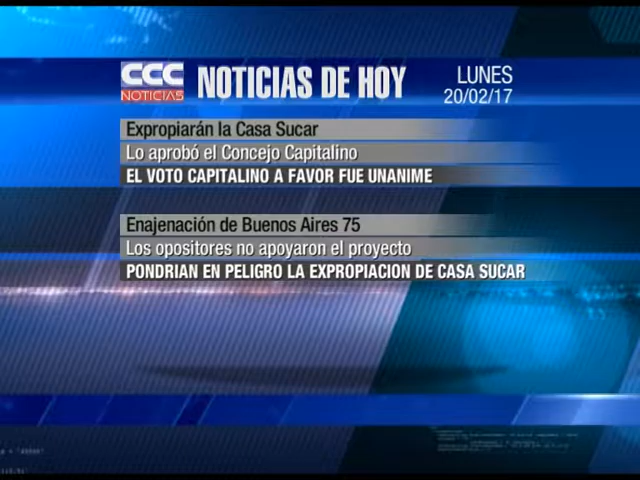 CCC
NOTICIAS
NOTICIAS DE HOY
LUNES
20/02/17
Expropiarán la Casa Sucar
Lo aprobó el Concejo Capitalino
EL VOTO CAPITALINO A FAVOR FUE UNANIME
Enajenación de Buenos Aires 75
Los opositores no apoyaron el proyecto
PONDRIAN EN PELIGRO LA EXPROPIACION DE CASA SUCAR